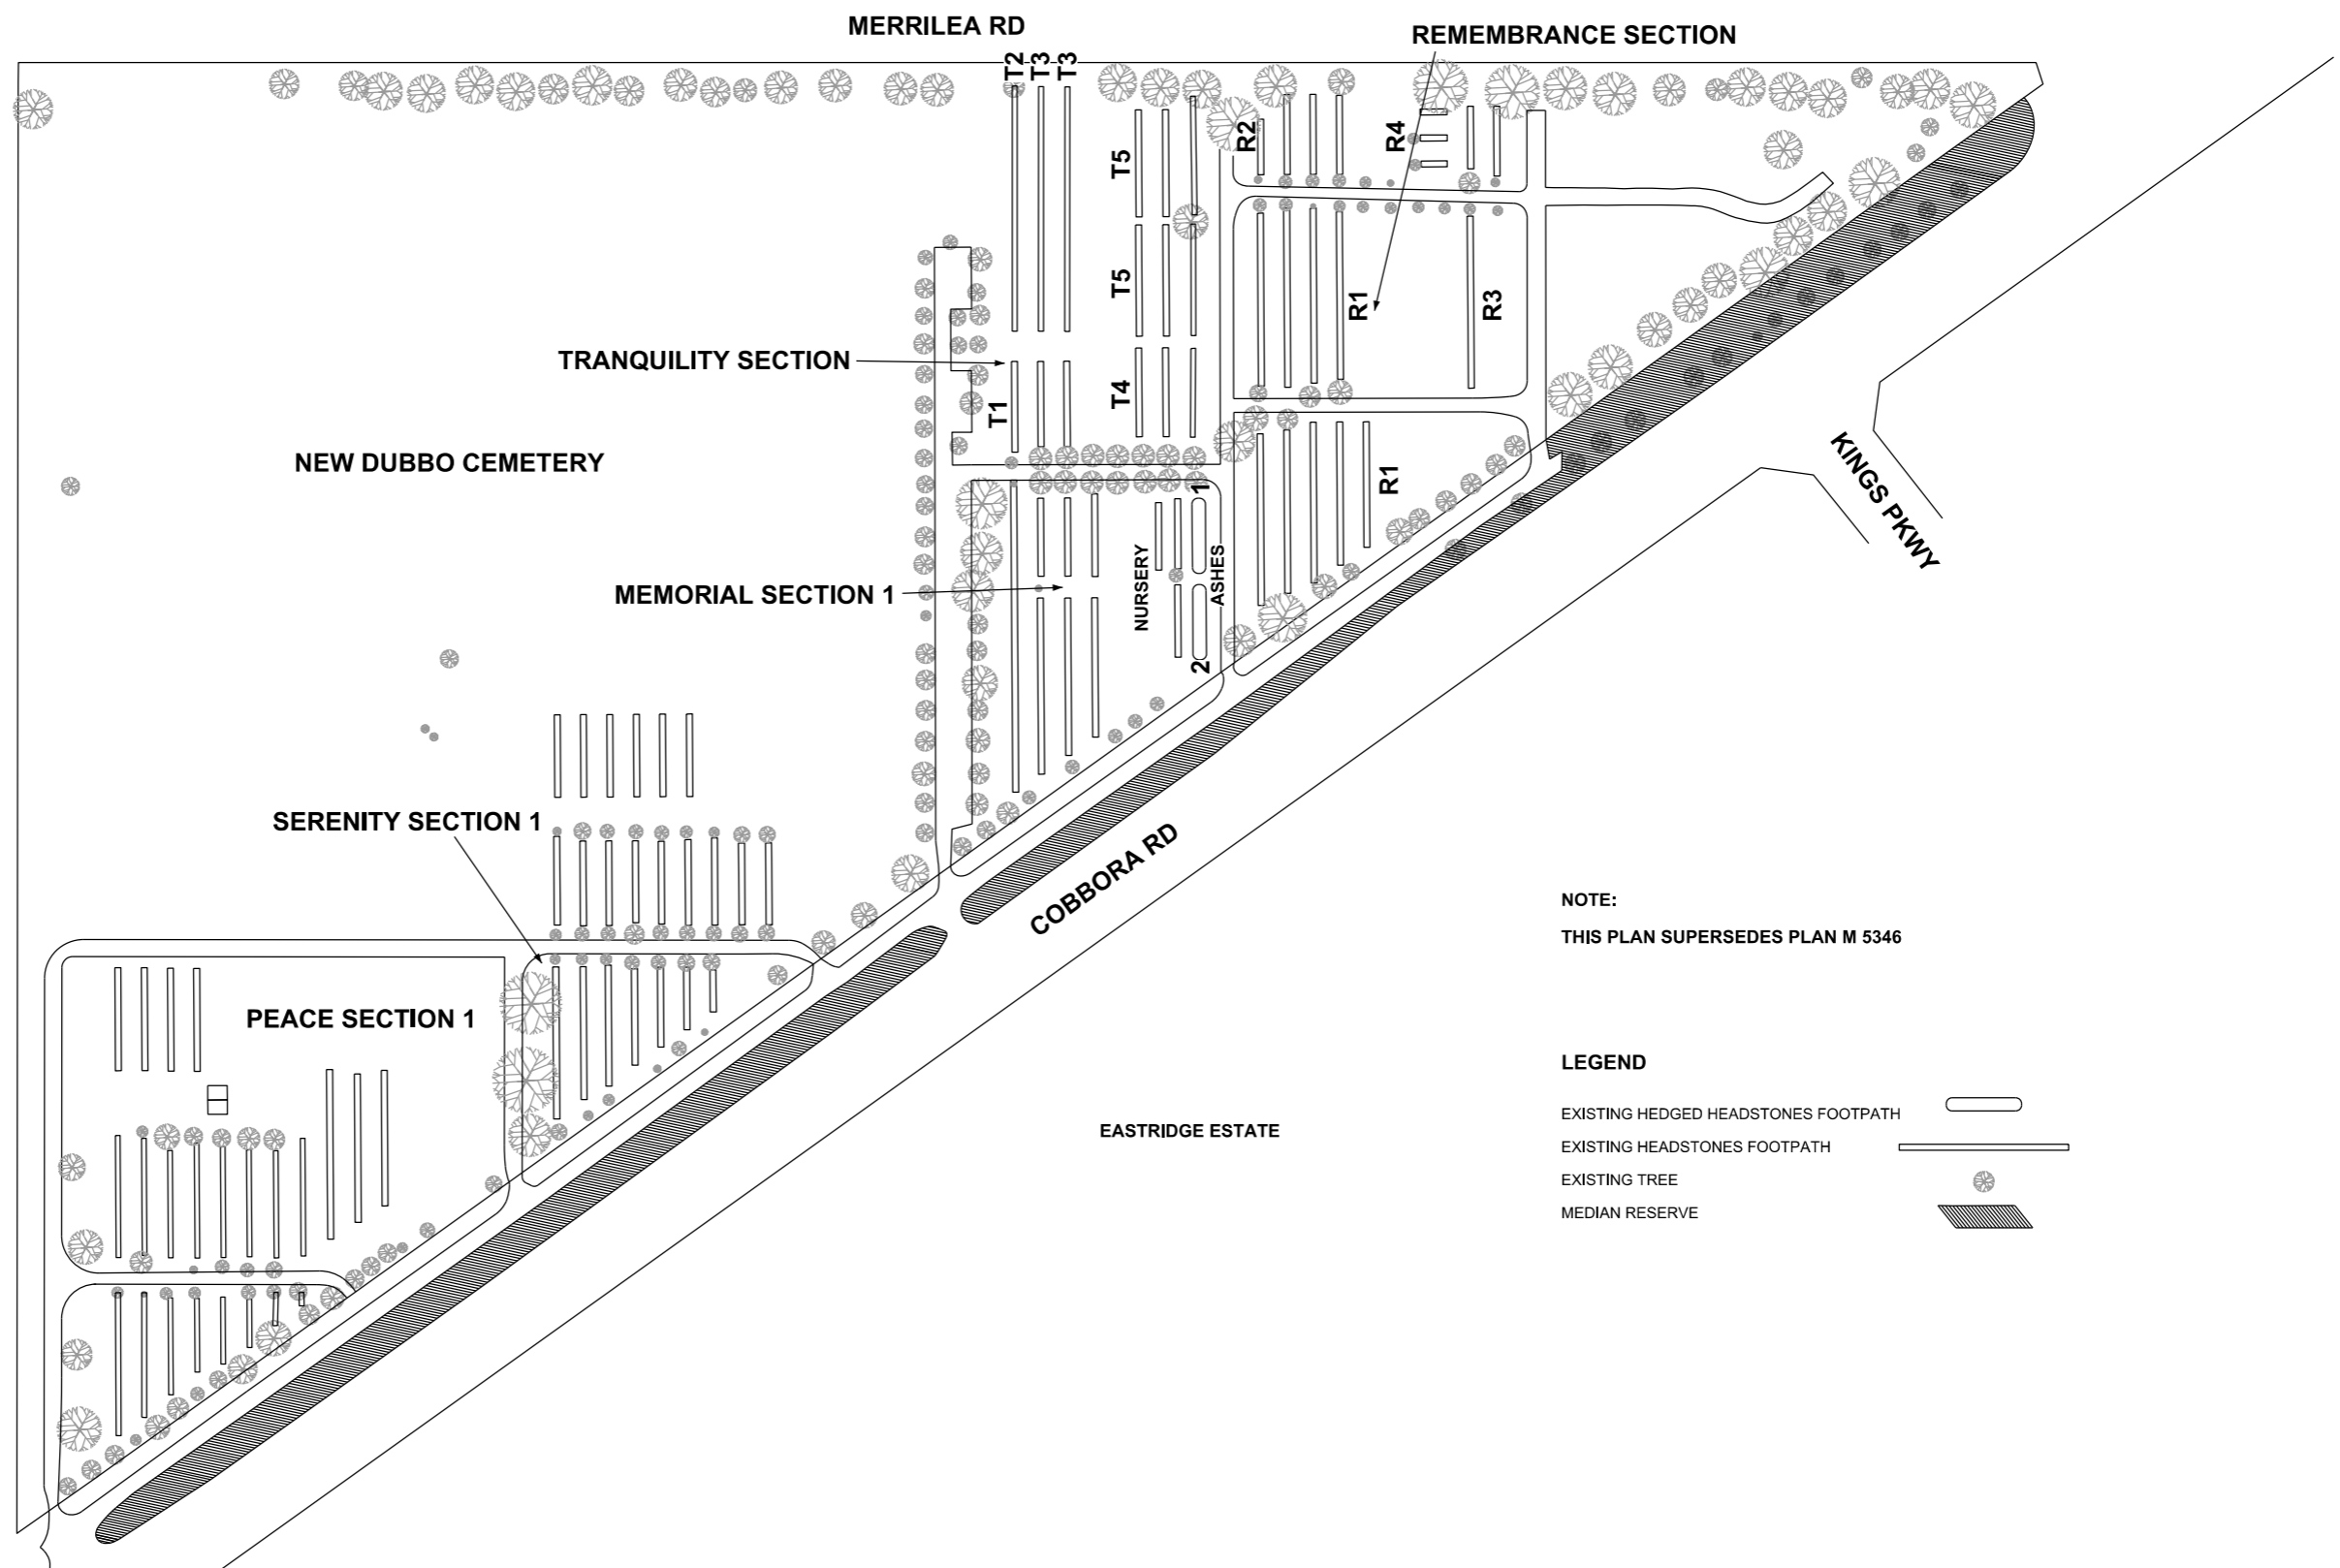 MERRILEA RD
REMEMBRANCE SECTION
T2
T3
T3
R2
R4
T5
T5
R1
R3
TRANQUILITY SECTION
T4
T1
NEW DUBBO CEMETERY
KINGS PKWY
R1
1
NURSERY
ASHES
MEMORIAL SECTION 1
2
SERENITY SECTION 1
COBBORA RD
NOTE:
THIS PLAN SUPERSEDES PLAN M 5346
PEACE SECTION 1
LEGEND
EXISTING HEDGED HEADSTONES FOOTPATH
EASTRIDGE ESTATE
EXISTING HEADSTONES FOOTPATH
EXISTING TREE
MEDIAN RESERVE